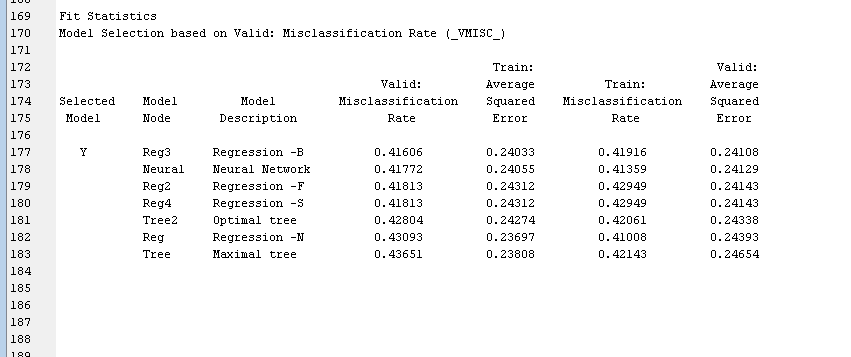 169 Fit Statistics
170 Model Selection based on Valid: Misclassification Rate (_VMISC_)
171
172 Train: Valid:
173 Valid: Average Train: Average
174 Selected Model Model Misclassification Squared Misclassification Squared
175 Model Node Description Rate Error Rate Error
176
177 Y Reg3 Regression -B 0.41606 0.24033 0.41916 0.24108
178 Neural Neural Network 0.41772 0.24055 0.41359 0.24129
179 Reg2 Regression -F 0.41813 0.24312 0.42949 0.24143
180 Reg4 Regression -S 0.41813 0.24312 0.42949 0.24143
181 Tree2 Optimal tree 0.42804 0.24274 0.42061 0.24338
182 Reg Regression -N 0.43093 0.23697 0.41008 0.24393
183 Tree Maximal tree 0.43651 0.23808 0.42143 0.24654
184
185
186
187
188